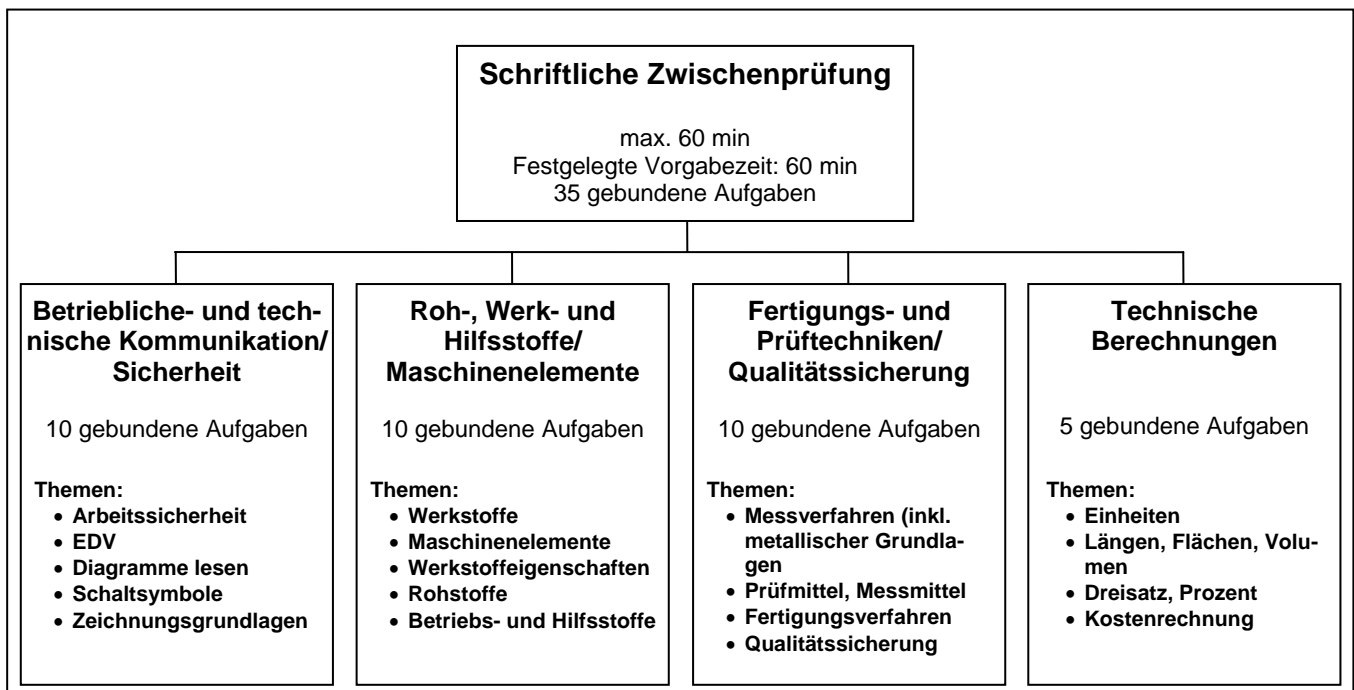 Schriftliche Zwischenprüfung
max. 60 min
Festgelegte Vorgabezeit: 60 min
35 gebundene Aufgaben
Betriebliche- und tech-
nische Kommunikation/
Sicherheit
10 gebundene Aufgaben
Themen:
• Arbeitssicherheit
• EDV
• Diagramme lesen
• Schaltsymbole
• Zeichnungsgrundlagen
Roh-, Werk- und
Hilfsstoffe/
Maschinenelemente
10 gebundene Aufgaben
Themen:
• Werkstoffe
• Maschinenelemente
• Werkstoffeigenschaften
• Rohstoffe
• Betriebs- und Hilfsstoffe
Fertigungs- und
Prüftechniken/
Qualitätssicherung
10 gebundene Aufgaben
Themen:
• Messverfahren (inkl.
metallischer Grundla-
gen
• Prüfmittel, Messmittel
• Fertigungsverfahren
• Qualitätssicherung
Technische
Berechnungen
5 gebundene Aufgaben
Themen:
• Einheiten
• Längen, Flächen, Volu-
men
• Dreisatz, Prozent
• Kostenrechnung